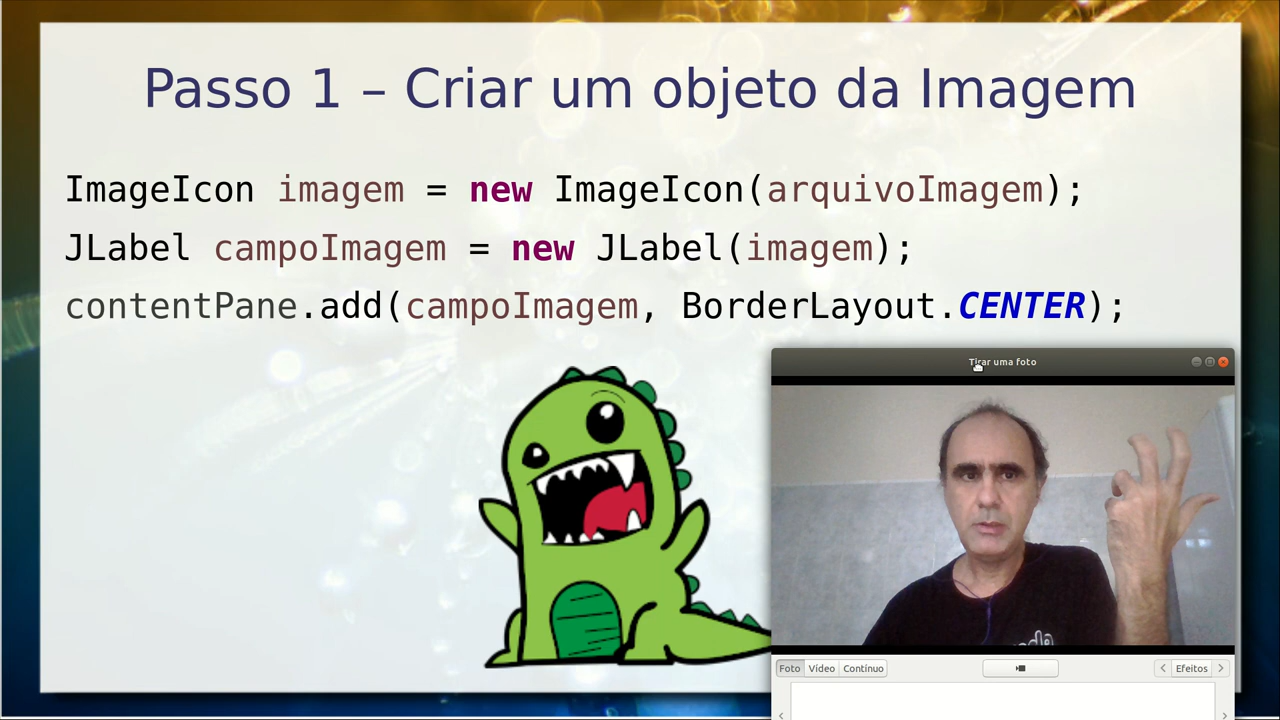 Passo 1 – Criar um objeto da Imagem
ImageIcon imagem = new ImageIcon(arquivoImagem);
JLabel campoImagem = new JLabel(imagem);
contentPane.add(campoImagem, BorderLayout.CENTER);
Tirar uma foto
Foto Vídeo Contínuo Efeitos